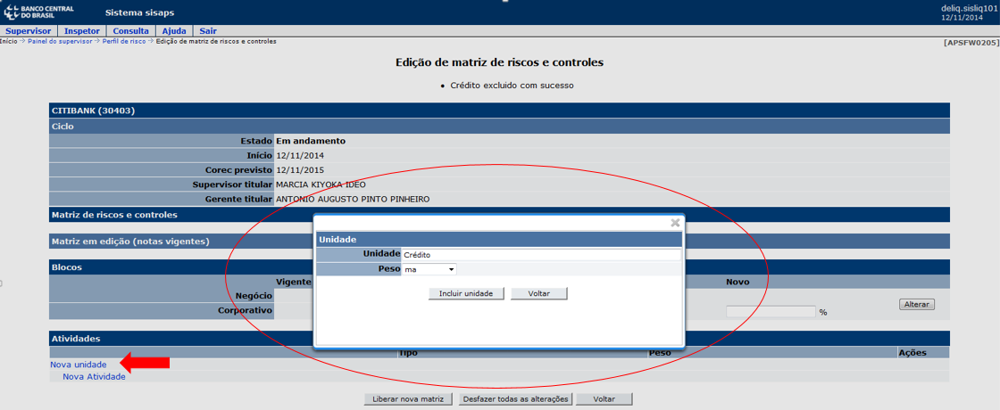 BANCO CENTRAL
DO BRASIL
Sistema sisaps
deliq.sisliq101
12/11/2014
Supervisor Inspetor Consulta Ajuda Sair
Início -> Painel do supervisor -> Perfil de risco -> Edição de matriz de riscos e controles
[APSFW0205]
Edição de matriz de riscos e controles
• Crédito excluido com sucesso
CITIBANK (30403)
Ciclo
Estado Em andamento
Início 12/11/2014
Corec previsto 12/11/2015
Supervisor titular MARCIA KIYOKA IDEO
Gerente titular ANTONIO AUGUSTO PINTO PINHEIRO
Matriz de riscos e controles
Matriz em edição (notas vigentes)
Blocos
Vigente Novo
Negócio
Corporativo % Alterar
Unidade
Unidade Crédito
Peso ma
Incluir unidade Voltar
Atividades
Tipo Peso Ações
Nova unidade
Nova Atividade
Liberar nova matriz Desfazer todas as alterações Voltar